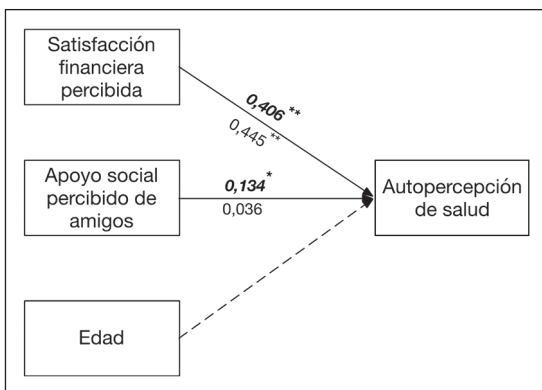 Satisfacción
financiera
percibida
0,406 **
0,445 **
Apoyo social
percibido de
amigos
0,134 *
0,036
Autopercepción
de salud
Edad